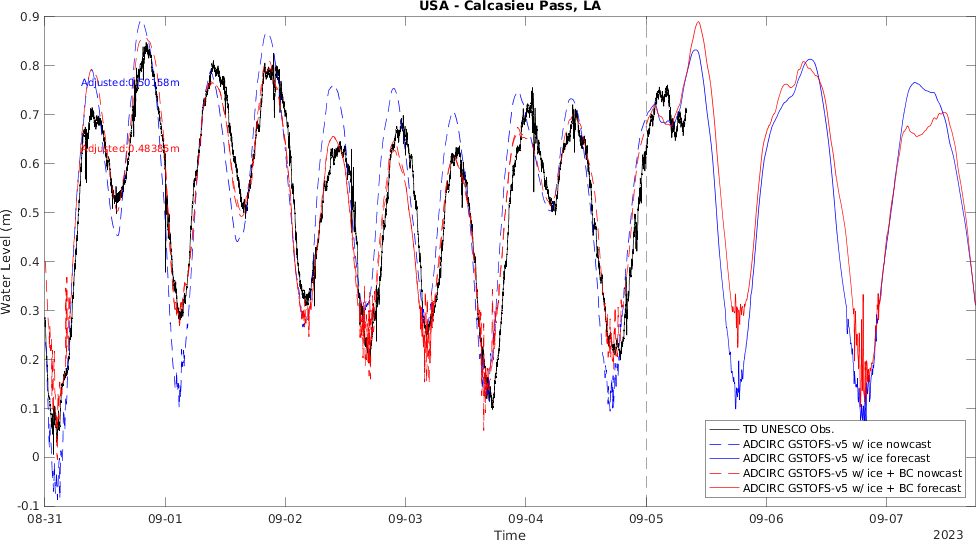 USA - Calcasieu Pass, LA
0.9
0.8
Adjusted:0.50158m
0.7
Adjusted:0.48385m
0.6
0.5
0.4
0.3
0.2
0.1
0
-0.1
Water Level (m)
TD UNESCO Obs.
ADCIRC GSTOFS-v5 w/ ice nowcast
ADCIRC GSTOFS-v5 w/ ice forecast
ADCIRC GSTOFS-v5 w/ ice + BC nowcast
ADCIRC GSTOFS-v5 w/ ice + BC forecast
08-31 09-01 09-02 09-03 09-04 09-05 09-06 09-07
Time
2023